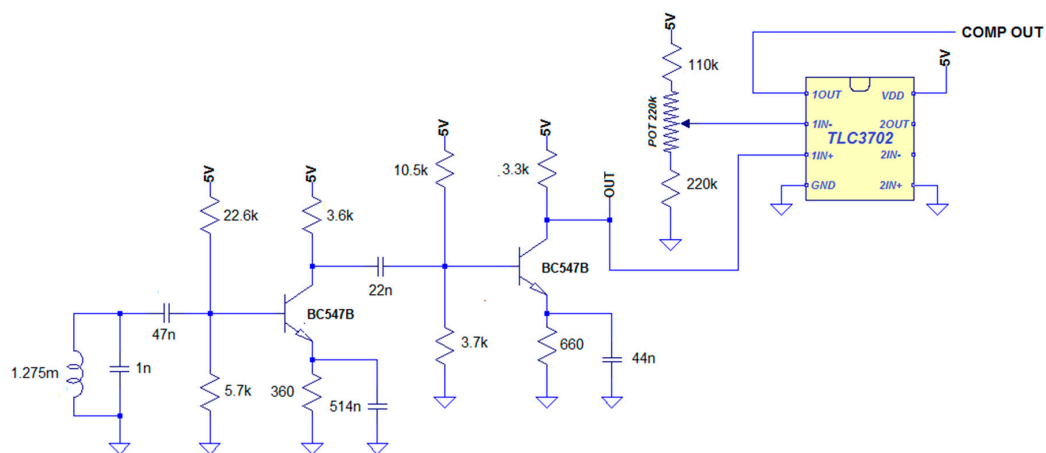 5V
COMP OUT
110k
5V
POT 220k
1OUT
VDD
1IN-
2OUT
TLC3702
1IN+
2IN-
GND
2IN+
220k
5V
5V
OUT
10.5k
3.3k
5V
5V
22.6k
3.6k
BC547B
22n
BC547B
47n
1.275m
1n
3.7k
660
44n
5.7k
360
514n